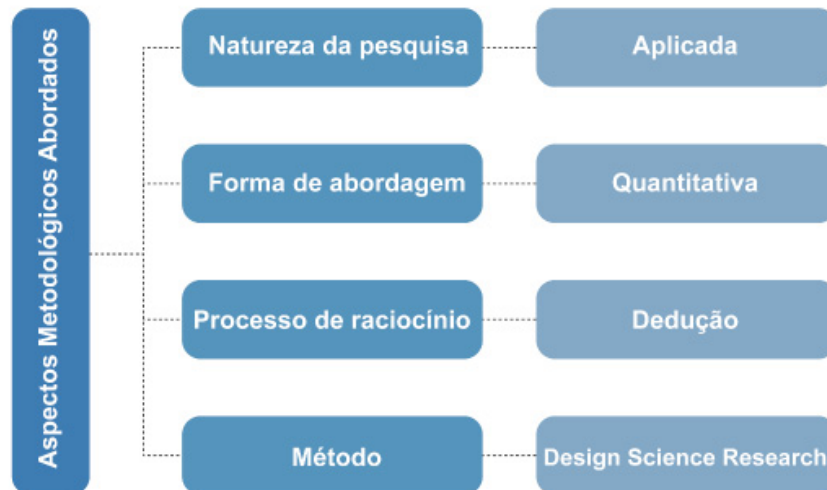 Aspectos Metodológicos Abordados
Natureza da pesquisa
Aplicada
Forma de abordagem
Quantitativa
Processo de raciocínio
Dedução
Método
Design Science Research